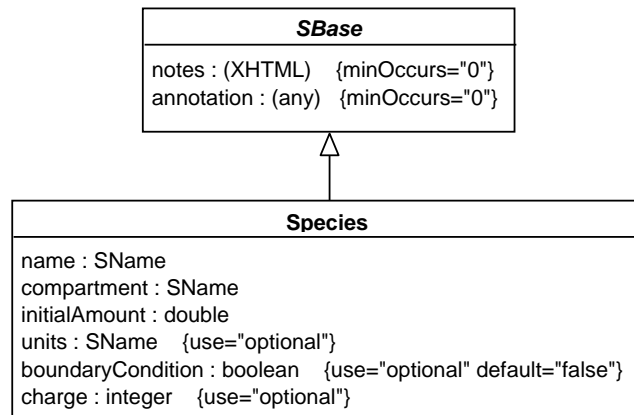 SBase
notes : (XHTML) {minOccurs="0"}
annotation : (any) {minOccurs="0"}
Species
name : SName
compartment : SName
initialAmount : double
units : SName {use="optional"}
boundaryCondition : boolean {use="optional" default="false"}
charge : integer {use="optional"}